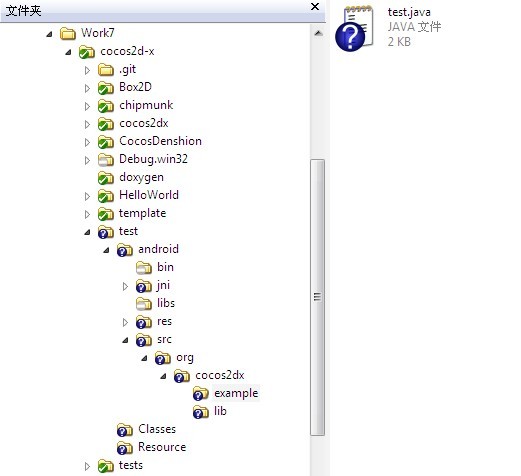 文件夹
Work7
cocos2d-x
.git
Box2D
chipmunk
cocos2dx
CocosDenshion
Debug.win32
doxygen
HelloWorld
template
test
android
bin
jni
libs
res
src
org
cocos2dx
example
lib
Classes
Resource
tests
test.java
JAVA 文件
2 KB